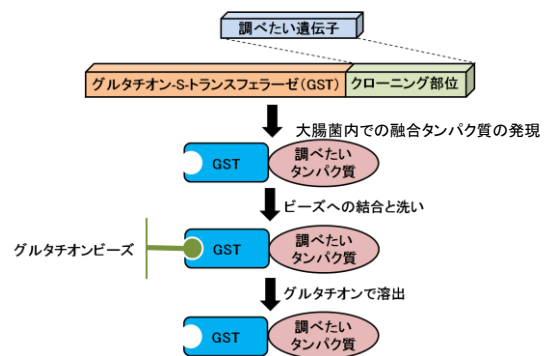 調べたい遺伝子
グルタチオン-S-トランスフェラーゼ(GST)
クローニング部位
大腸菌内での融合タンパク質の発現
GST
調べたい
タンパク質
ビーズへの結合と洗い
グルタチオンビーズ
GST
調べたい
タンパク質
グルタチオンで溶出
GST
調べたい
タンパク質